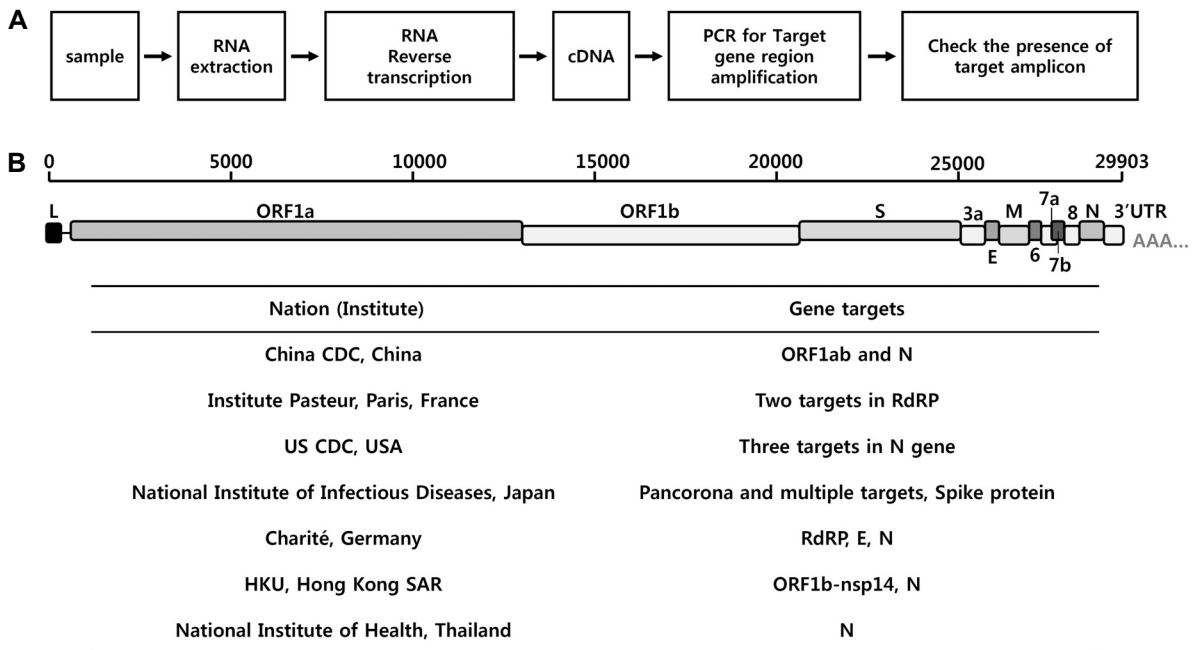 A
sample
RNA
extraction
RNA
Reverse
transcription
cDNA
PCR for Target
gene region
amplification
Check the presence of
target amplicon
B
0 5000 10000 15000 20000 25000 29903
L ORF1a ORF1b S 3a E M 6 7a 7b 8 N 3’UTR
AAA...
Nation (Institute) Gene targets
China CDC, China ORF1ab and N
Institute Pasteur, Paris, France Two targets in RdRP
US CDC, USA Three targets in N gene
National Institute of Infectious Diseases, Japan Pancorona and multiple targets, Spike protein
Charité, Germany RdRP, E, N
HKU, Hong Kong SAR ORF1b-nsp14, N
National Institute of Health, Thailand N